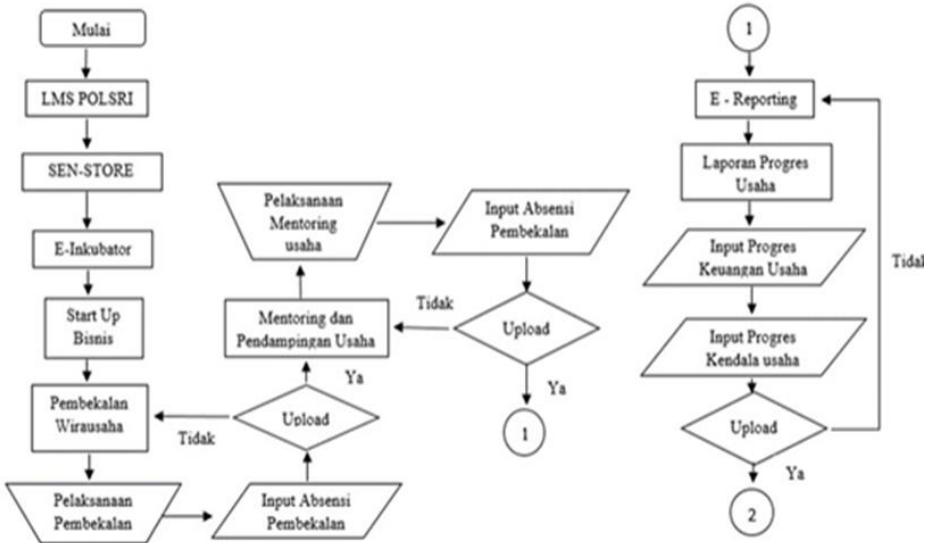 Mulai
LMS POLSRI
SEN-STORE
E-Inkubator
Start Up
Bisnis
Pembekalan
Wirausaha
Pelaksanaan
Pembekalan
Input Absensi
Pembekalan
Upload
Tidak
Ya
Mentoring dan
Pendampingan Usaha
Pelaksanaan
Mentoring
usaha
Input Absensi
Pembekalan
Upload
Tidak
Ya
1
1
E - Reporting
Laporan Progres
Usaha
Input Progres
Keuangan Usaha
Input Progres
Kendala usaha
Upload
Tidak
Ya
2